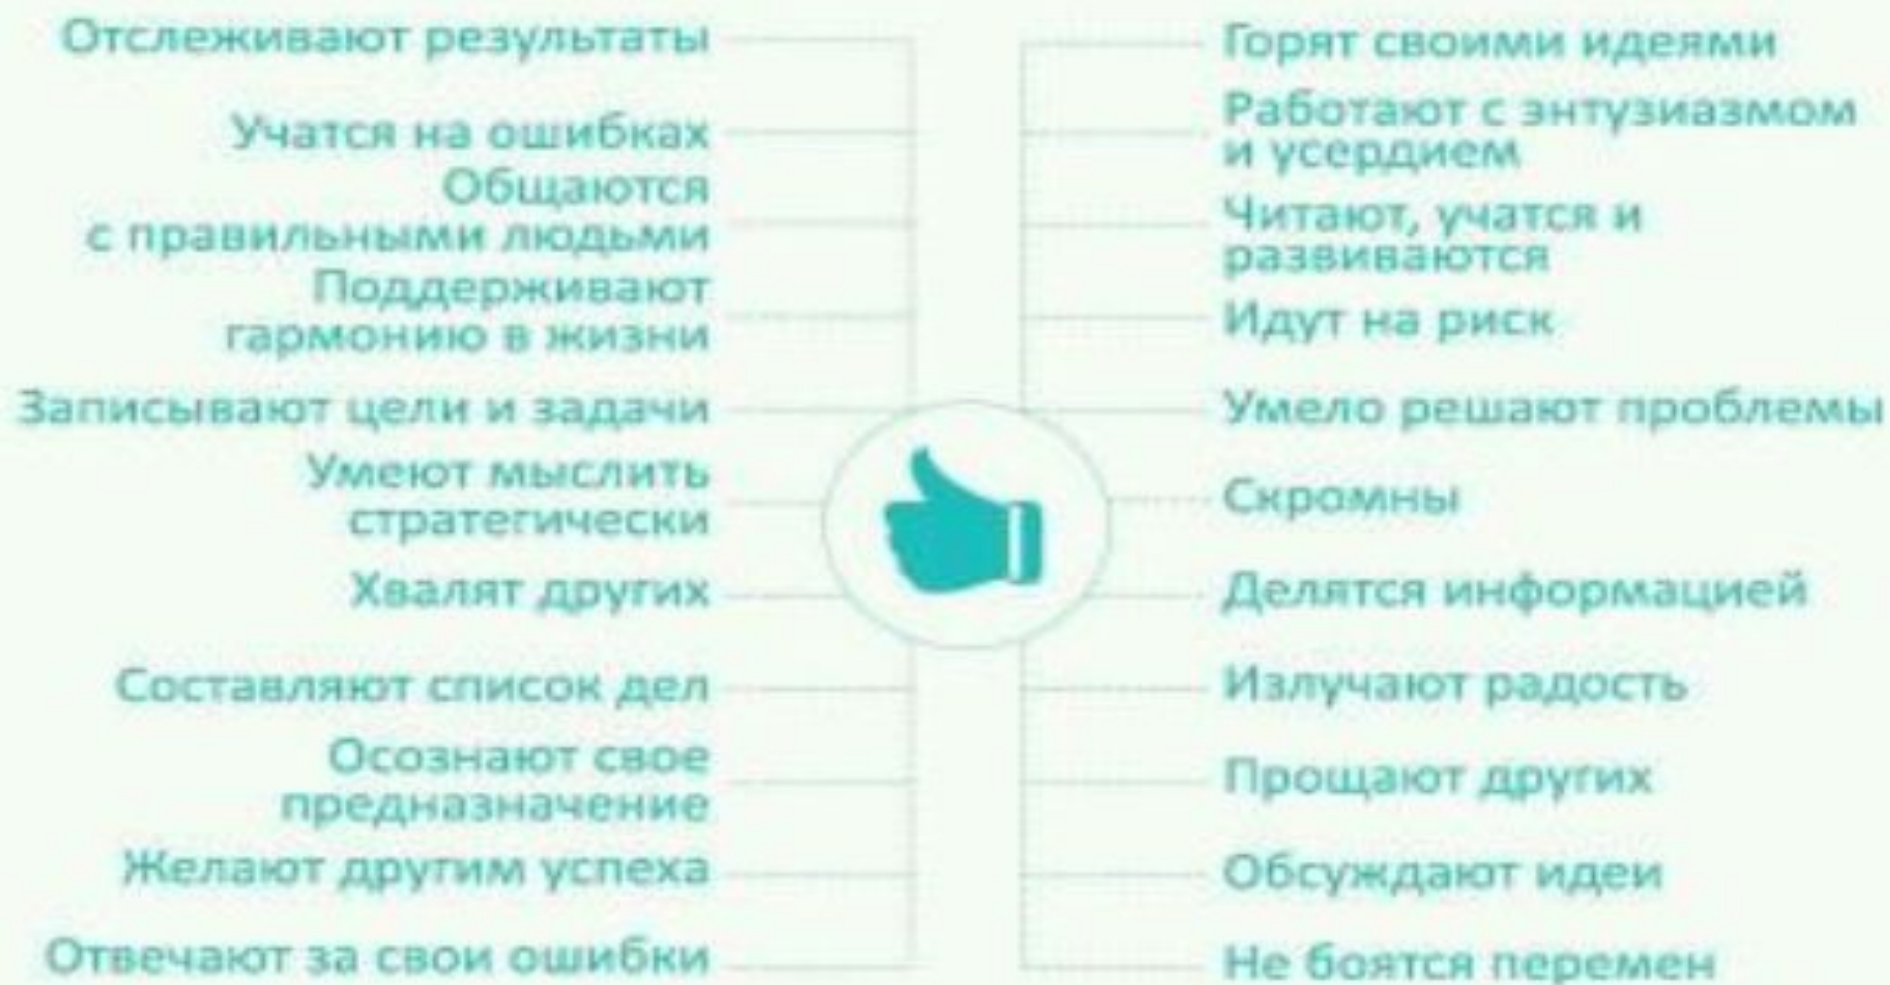 Отслеживают результаты
Учатся на ошибках
Общаются
с правильными людьми
Поддерживают
гармонию в жизни
Записывают цели и задачи
Умеют мыслить
стратегически
Хвалят других
Составляют список дел
Осознают свое
предназначение
Желают другим успеха
Отвечают за свои ошибки
Горят своими идеями
Работают с энтузиазмом
и усердием
Читают, учатся и
развиваются
Идут на риск
Умело решают проблемы
Скромны
Делятся информацией
Излучают радость
Прощают других
Обсуждают идеи
Не боятся перемен